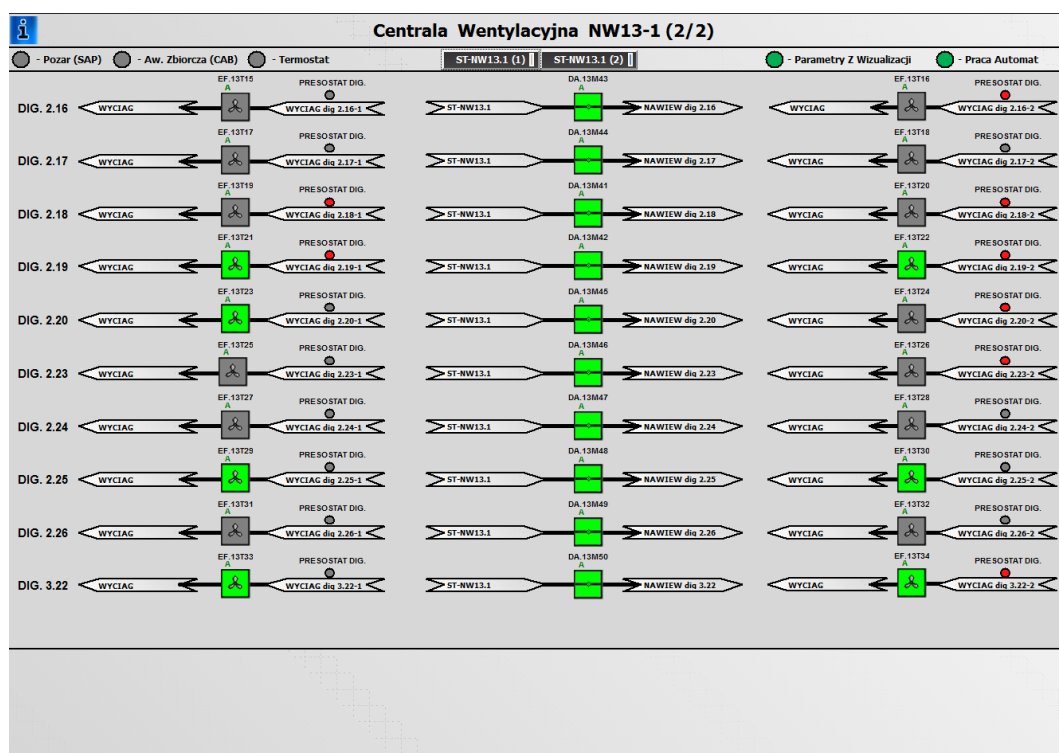 i Centrala Wentylacyjna NW13-1 (2/2)
- Pozar (SAP) - Aw. Zbiorcza (CAB) - Termostat ST-NW13.1 (1) ST-NW13.1 (2) - Parametry Z Wizualizacji - Praca Automat
EF.13T15 PRESOSTAT DIG. DA.13M43 EF.13T16 PRESOSTAT DIG.
A A A
DIG. 2.16 WYCIAG WYCIAG dig 2.16-1 ST-NW13.1 NAWIEW dig 2.16 WYCIAG WYCIAG dig 2.16-2
EF.13T17 PRESOSTAT DIG. DA.13M44 EF.13T18 PRESOSTAT DIG.
A A A
DIG. 2.17 WYCIAG WYCIAG dig 2.17-1 ST-NW13.1 NAWIEW dig 2.17 WYCIAG WYCIAG dig 2.17-2
EF.13T19 PRESOSTAT DIG. DA.13M41 EF.13T20 PRESOSTAT DIG.
A A A
DIG. 2.18 WYCIAG WYCIAG dig 2.18-1 ST-NW13.1 NAWIEW dig 2.18 WYCIAG WYCIAG dig 2.18-2
EF.13T21 PRESOSTAT DIG. DA.13M42 EF.13T22 PRESOSTAT DIG.
A A A
DIG. 2.19 WYCIAG WYCIAG dig 2.19-1 ST-NW13.1 NAWIEW dig 2.19 WYCIAG WYCIAG dig 2.19-2
EF.13T23 PRESOSTAT DIG. DA.13M45 EF.13T24 PRESOSTAT DIG.
A A A
DIG. 2.20 WYCIAG WYCIAG dig 2.20-1 ST-NW13.1 NAWIEW dig 2.20 WYCIAG WYCIAG dig 2.20-2
EF.13T25 PRESOSTAT DIG. DA.13M46 EF.13T26 PRESOSTAT DIG.
A A A
DIG. 2.23 WYCIAG WYCIAG dig 2.23-1 ST-NW13.1 NAWIEW dig 2.23 WYCIAG WYCIAG dig 2.23-2
EF.13T27 PRESOSTAT DIG. DA.13M47 EF.13T28 PRESOSTAT DIG.
A A A
DIG. 2.24 WYCIAG WYCIAG dig 2.24-1 ST-NW13.1 NAWIEW dig 2.24 WYCIAG WYCIAG dig 2.24-2
EF.13T29 PRESOSTAT DIG. DA.13M48 EF.13T30 PRESOSTAT DIG.
A A A
DIG. 2.25 WYCIAG WYCIAG dig 2.25-1 ST-NW13.1 NAWIEW dig 2.25 WYCIAG WYCIAG dig 2.25-2
EF.13T31 PRESOSTAT DIG. DA.13M49 EF.13T32 PRESOSTAT DIG.
A A A
DIG. 2.26 WYCIAG WYCIAG dig 2.26-1 ST-NW13.1 NAWIEW dig 2.26 WYCIAG WYCIAG dig 2.26-2
EF.13T33 PRESOSTAT DIG. DA.13M50 EF.13T34 PRESOSTAT DIG.
A A A
DIG. 3.22 WYCIAG WYCIAG dig 3.22-1 ST-NW13.1 NAWIEW dig 3.22 WYCIAG WYCIAG dig 3.22-2